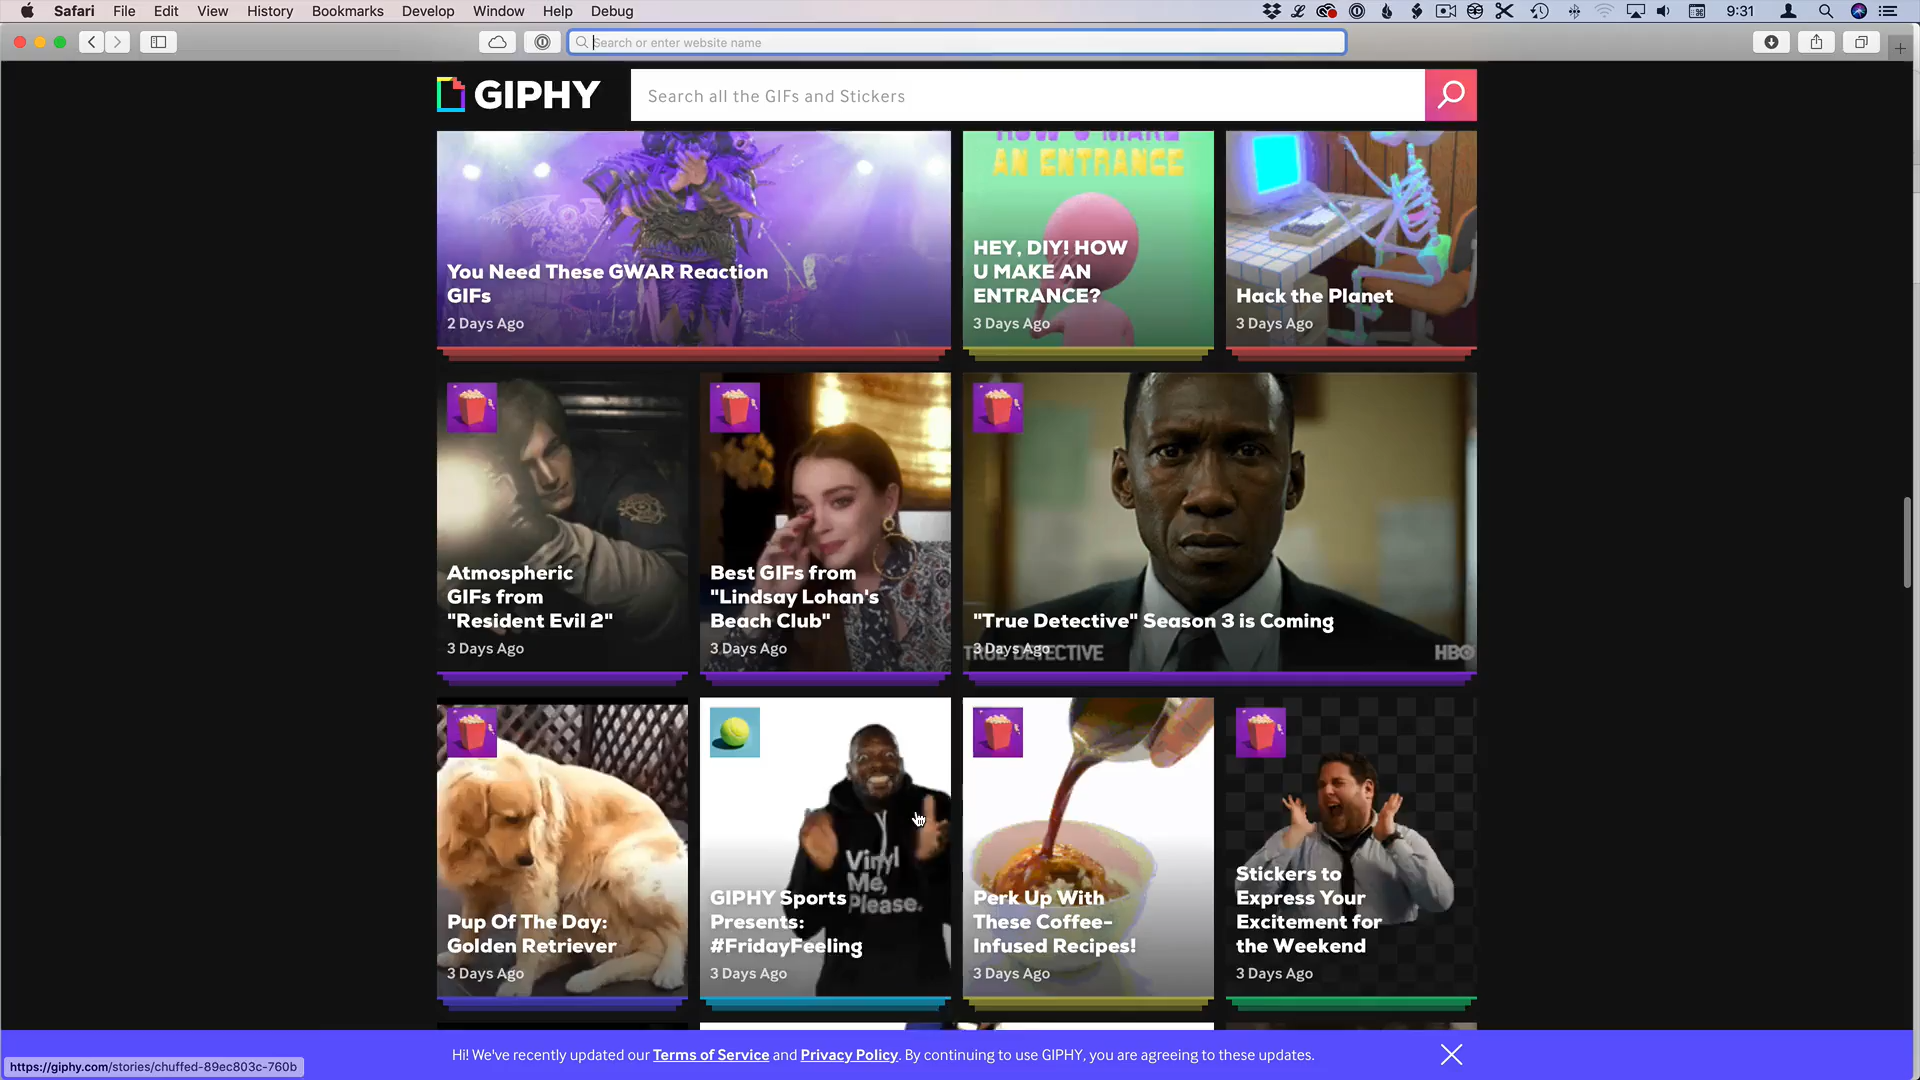 Safari File Edit View History Bookmarks Develop Window Help Debug 9:31
Search or enter website name
GIPHY Search all the GIFs and Stickers
HOW U MAKE
AN ENTRANCE
You Need These GWAR Reaction
GIFs
2 Days Ago
HEY, DIY! HOW
U MAKE AN
ENTRANCE?
3 Days Ago
Hack the Planet
3 Days Ago
Atmospheric
GIFs from
"Resident Evil 2"
3 Days Ago
Best GIFs from
"Lindsay Lohan's
Beach Club"
3 Days Ago
"True Detective" Season 3 is Coming
3 Days Ago
TRUE DETECTIVE HBO
Pup Of The Day:
Golden Retriever
3 Days Ago
Vinyl
Me,
Please.
GIPHY Sports
Presents:
#FridayFeeling
3 Days Ago
Perk Up With
These Coffee-
Infused Recipes!
3 Days Ago
Stickers to
Express Your
Excitement for
the Weekend
3 Days Ago
Hi! We've recently updated our Terms of Service and Privacy Policy. By continuing to use GIPHY, you are agreeing to these updates.
https://giphy.com/stories/chuffed-89ec803c-760b